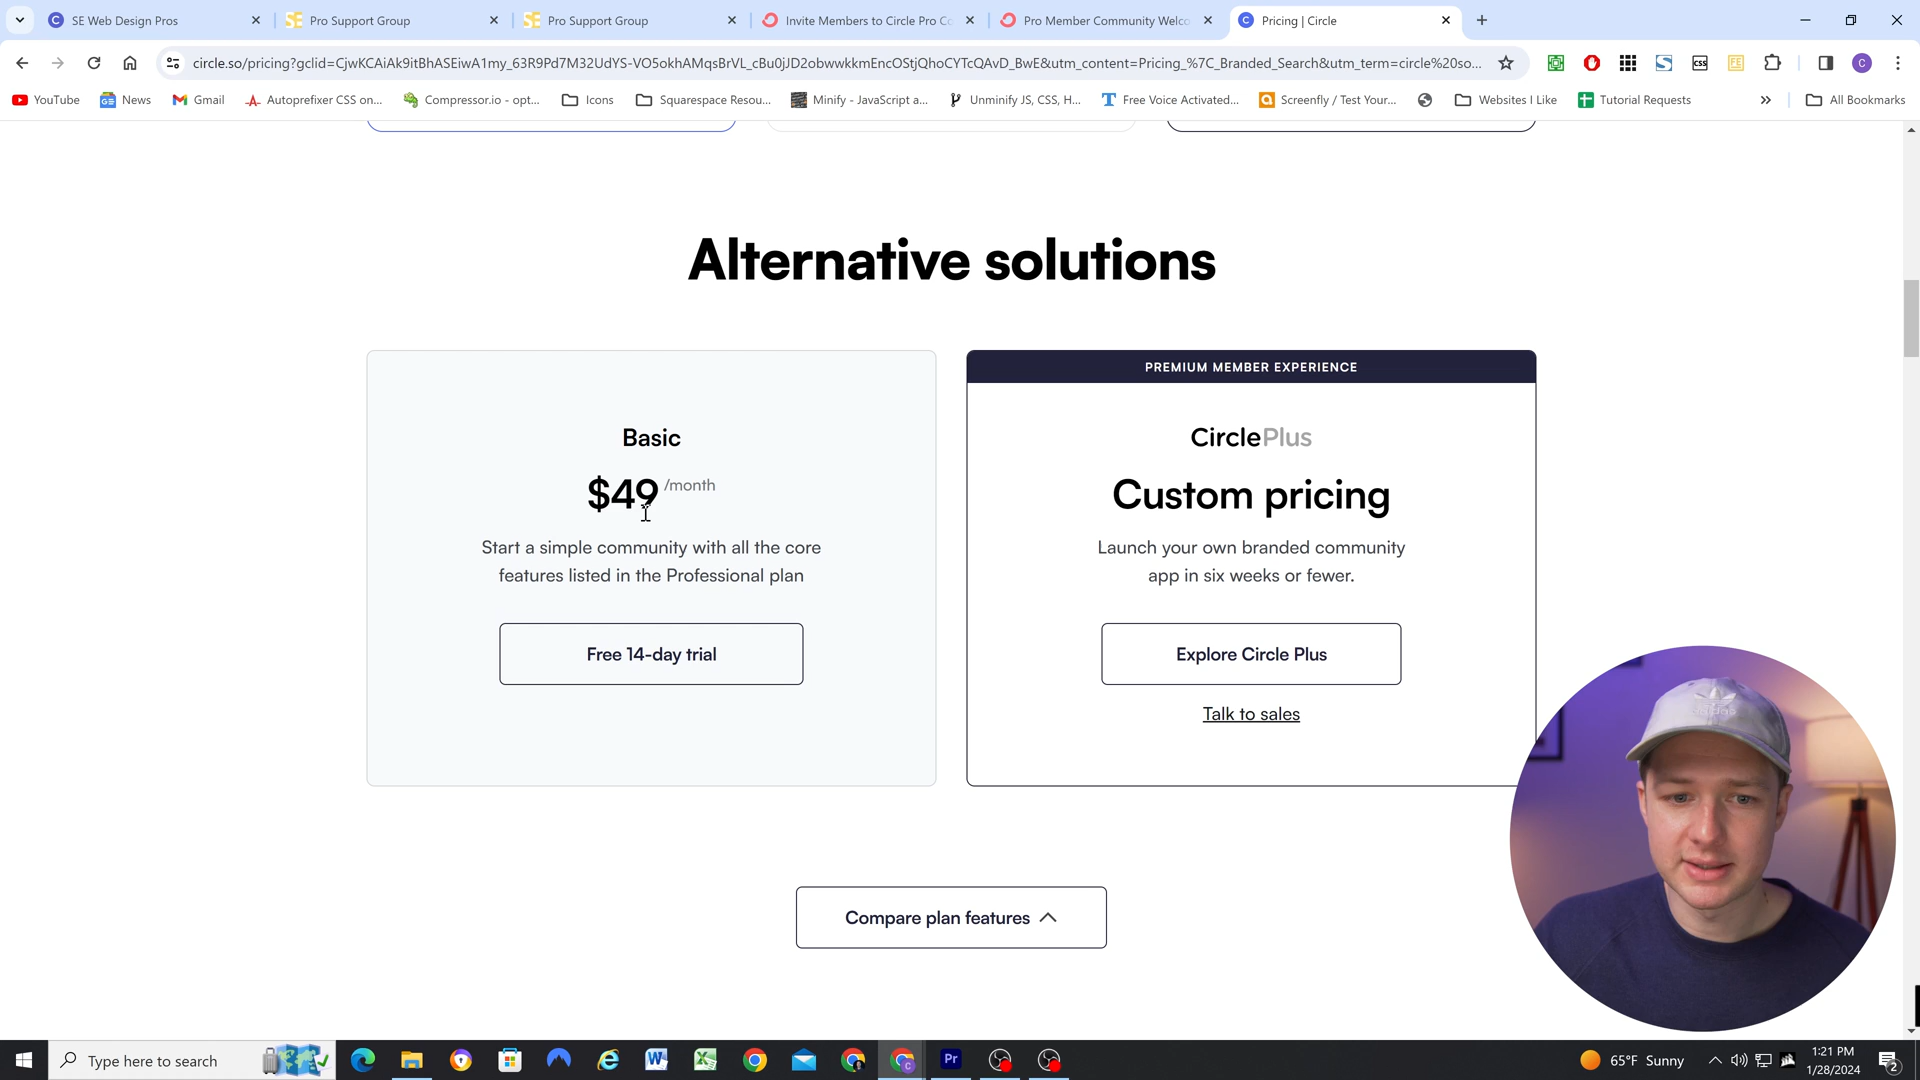 SE Web Design Pros
Pro Support Group
Pro Support Group
Invite Members to Circle Pro Co
Pro Member Community Welco
Pricing | Circle
circle.so/pricing?gclid=CjwKCAiAk9itBhASEiwA1my_63R9Pd7M32UdYS-VO5okhAMqsBrVL_cBu0jJD2obwwkkmEncOStjQhoCYTcQAvD_BwE&utm_content=Pricing_%7C_Branded_Search&utm_term=circle%20so...
YouTube
News
Gmail
Autoprefixer CSS on...
Compressor.io - opt...
Icons
Squarespace Resou...
Minify - JavaScript a...
Unminify JS, CSS, H...
Free Voice Activated...
Screenfly / Test Your...
Websites I Like
Tutorial Requests
All Bookmarks
Alternative solutions
Basic
$49 /month
Start a simple community with all the core
features listed in the Professional plan
Free 14-day trial
PREMIUM MEMBER EXPERIENCE
CirclePlus
Custom pricing
Launch your own branded community
app in six weeks or fewer.
Explore Circle Plus
Talk to sales
Compare plan features
Type here to search
65°F Sunny
1:21 PM
1/28/2024
2